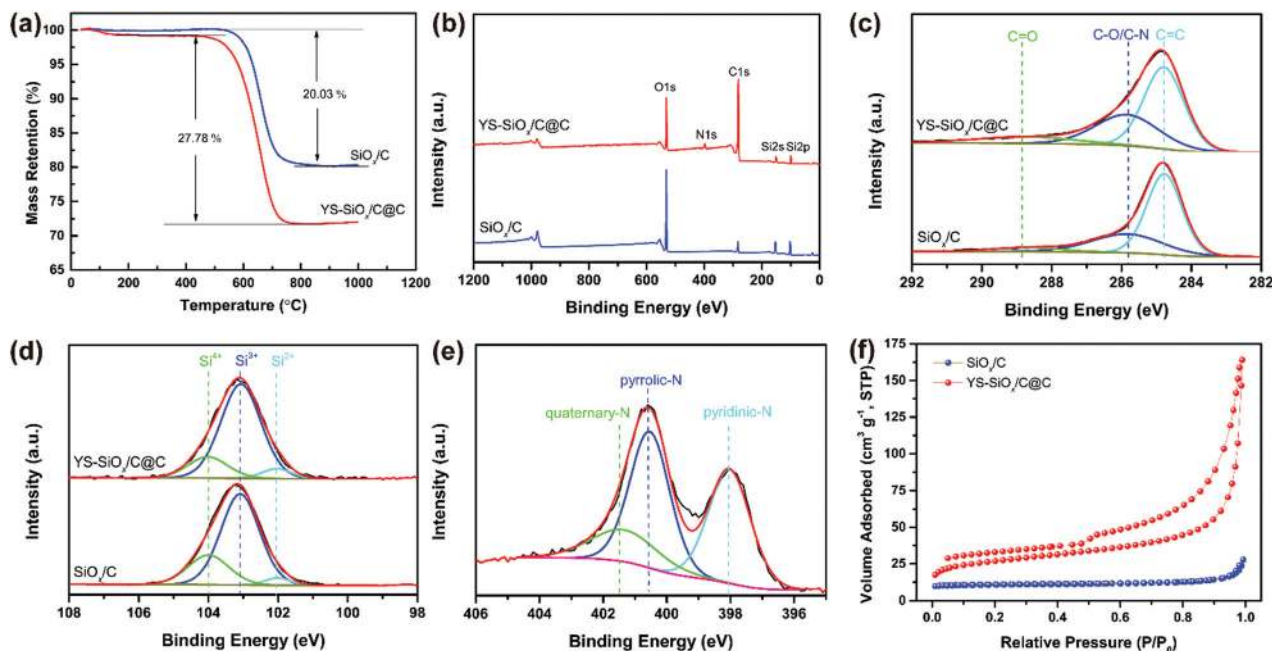 (a)
100
95
90
85
80
75
70
65
Mass Retention (%)
27.78 %
20.03 %
SiOx/C
YS-SiOx/C@C
0 200 400 600 800 1000 1200
Temperature (°C)
(b)
Intensity (a.u.)
YS-SiOx/C@C
O1s
N1s
C1s
Si2s Si2p
SiOx/C
1200 1000 800 600 400 200 0
Binding Energy (eV)
(c)
Intensity (a.u.)
C=O C-O/C-N C=C
YS-SiOx/C@C
SiOx/C
292 290 288 286 284 282
Binding Energy (eV)
(d)
Intensity (a.u.)
Si4+ Si3+ Si2+
YS-SiOx/C@C
SiOx/C
108 106 104 102 100 98
Binding Energy (eV)
(e)
Intensity (a.u.)
pyrrolic-N
quaternary-N
pyridinic-N
406 404 402 400 398 396
Binding Energy (eV)
(f)
Volume Adsorbed (cm3 g-1, STP)
175
150
125
100
75
50
25
0
SiOx/C
YS-SiOx/C@C
0.0 0.2 0.4 0.6 0.8 1.0
Relative Pressure (P/P0)